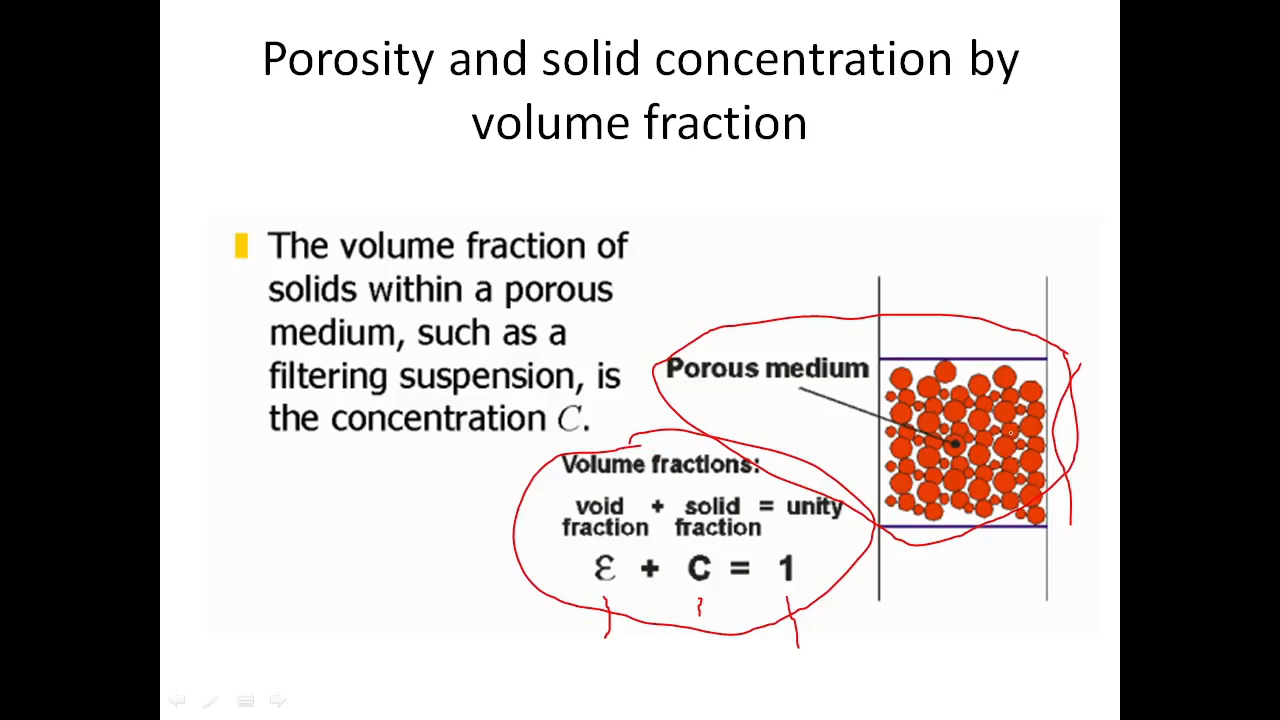 Porosity and solid concentration by
volume fraction
The volume fraction of
solids within a porous
medium, such as a
filtering suspension, is
the concentration C.
Porous medium
Volume fractions:
void + solid = unity
fraction fraction
ε + C = 1